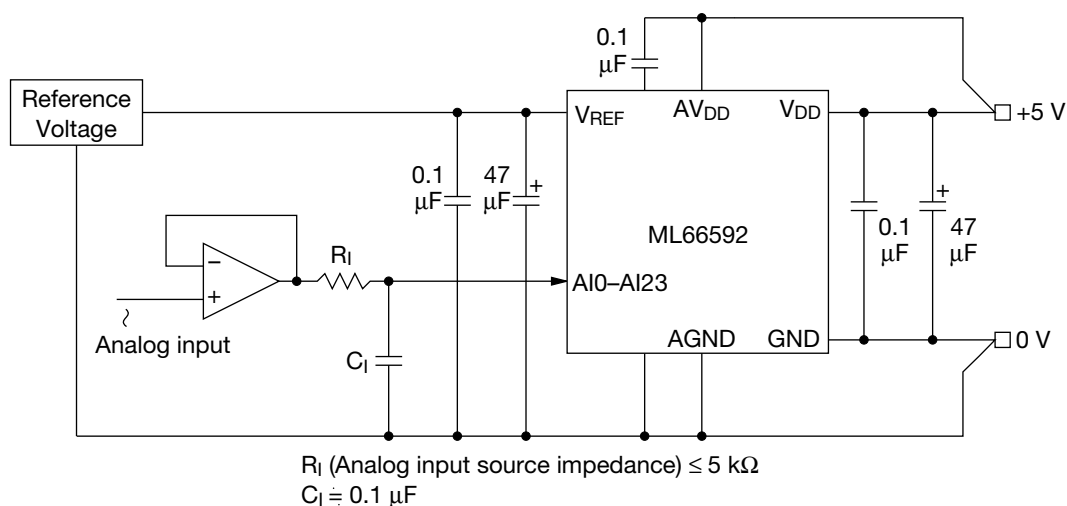 0.1
μF
Reference
Voltage
VREF
AVDD
VDD
+5 V
0.1
μF
47
μF
+
ML66592
0.1
μF
+
47
μF
RI
−
+
AI0–AI23
Analog input
CI
AGND
GND
0 V
RI (Analog input source impedance) ≤ 5 kΩ
CI ≒ 0.1 μF